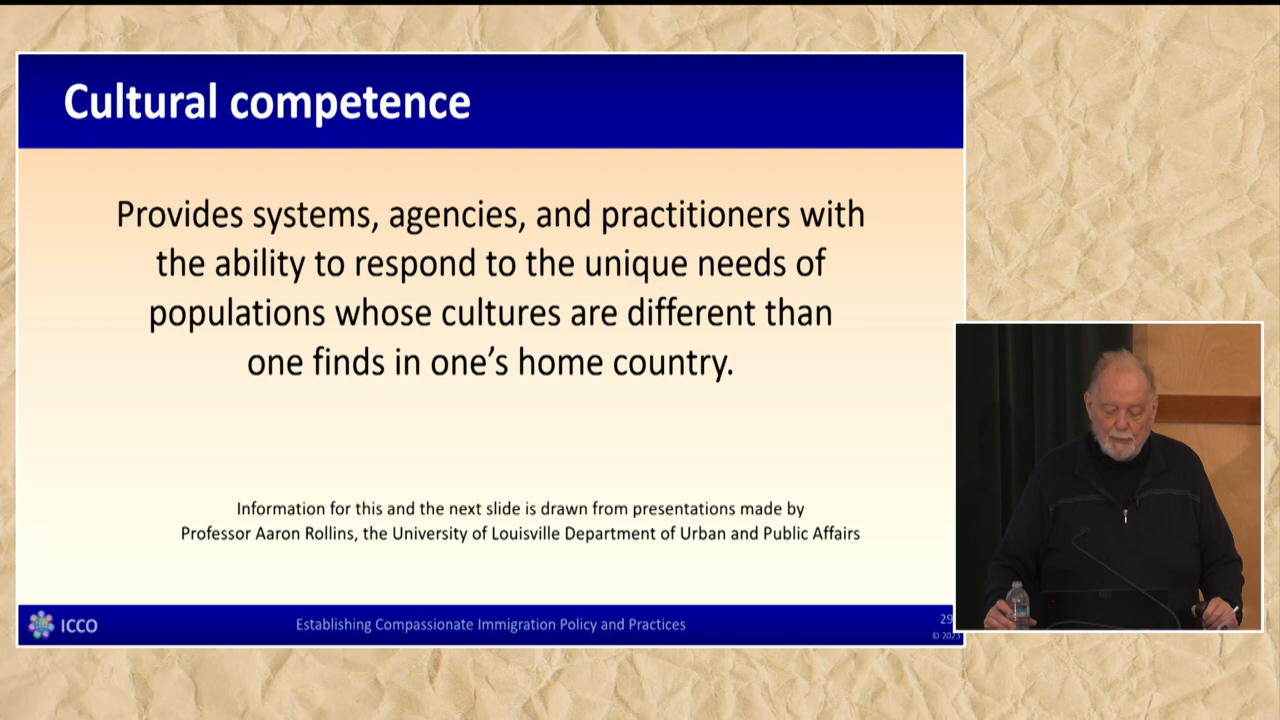 Cultural competence
Provides systems, agencies, and practitioners with
the ability to respond to the unique needs of
populations whose cultures are different than
one finds in one’s home country.
Information for this and the next slide is drawn from presentations made by
Professor Aaron Rollins, the University of Louisville Department of Urban and Public Affairs
ICCO
Establishing Compassionate Immigration Policy and Practices
29
© 2023